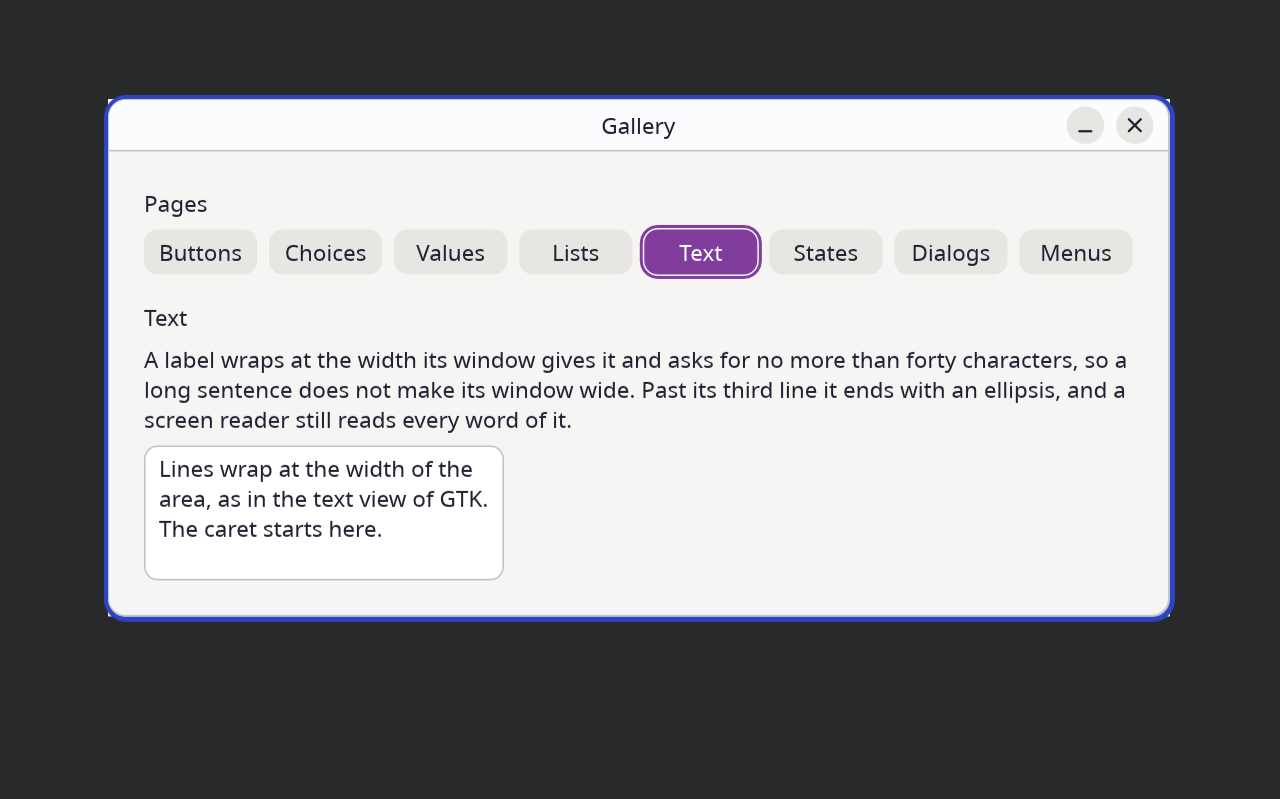 Gallery
Pages
Buttons Choices Values Lists Text States Dialogs Menus
Text
A label wraps at the width its window gives it and asks for no more than forty characters, so a
long sentence does not make its window wide. Past its third line it ends with an ellipsis, and a
screen reader still reads every word of it.
Lines wrap at the width of the
area, as in the text view of GTK.
The caret starts here.